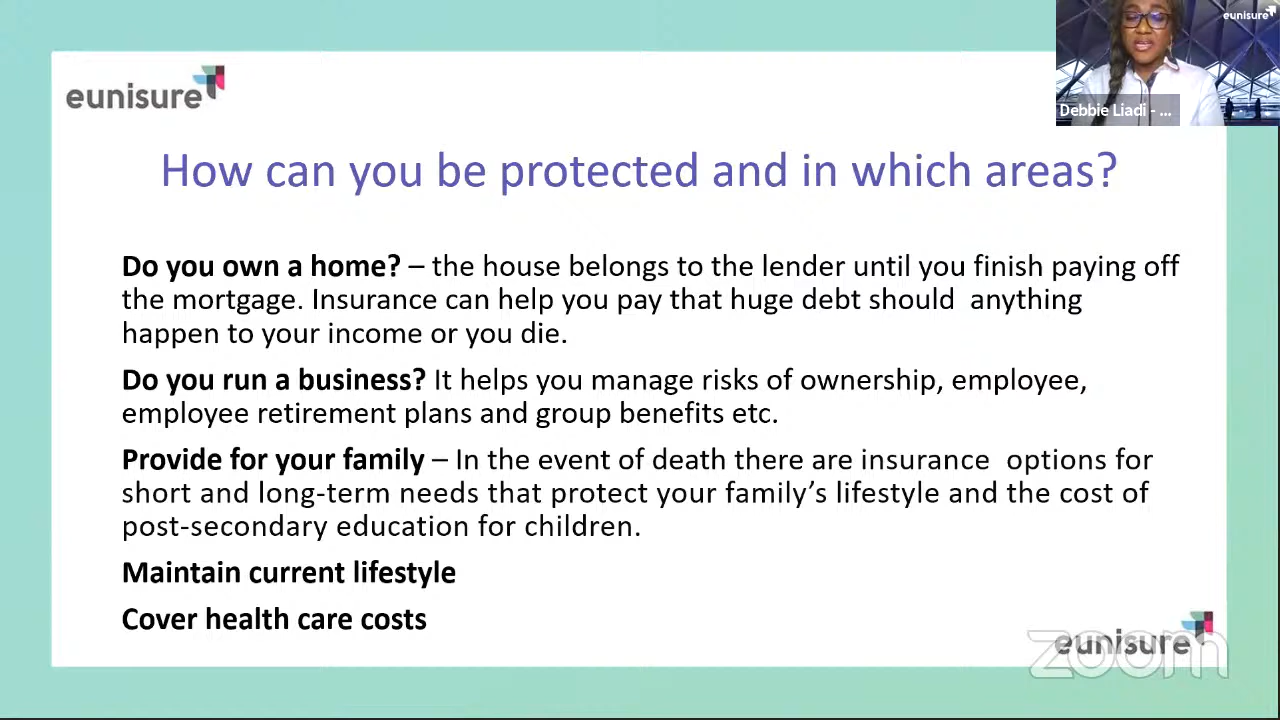 eunisure
eunisure
Debbie Liadi - ...
How can you be protected and in which areas?
Do you own a home? – the house belongs to the lender until you finish paying off
the mortgage. Insurance can help you pay that huge debt should  anything
happen to your income or you die.
Do you run a business? It helps you manage risks of ownership, employee,
employee retirement plans and group benefits etc.
Provide for your family – In the event of death there are insurance  options for
short and long-term needs that protect your family's lifestyle and the cost of
post-secondary education for children.
Maintain current lifestyle
Cover health care costs
eunisure
zoom